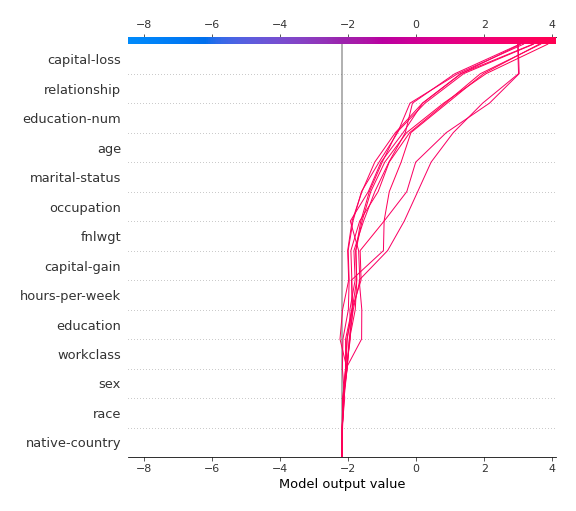 -8 -6 -4 -2 0 2 4
capital-loss
relationship
education-num
age
marital-status
occupation
fnlwgt
capital-gain
hours-per-week
education
workclass
sex
race
native-country
-8 -6 -4 -2 0 2 4
Model output value